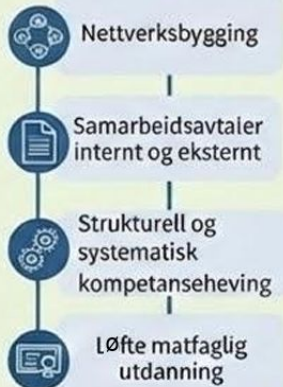 Nettverksbygging
Samarbeidsavtaler
internt og eksternt
Strukturell og
systematisk
kompetanseheving
LØfte matfaglig
utdanning